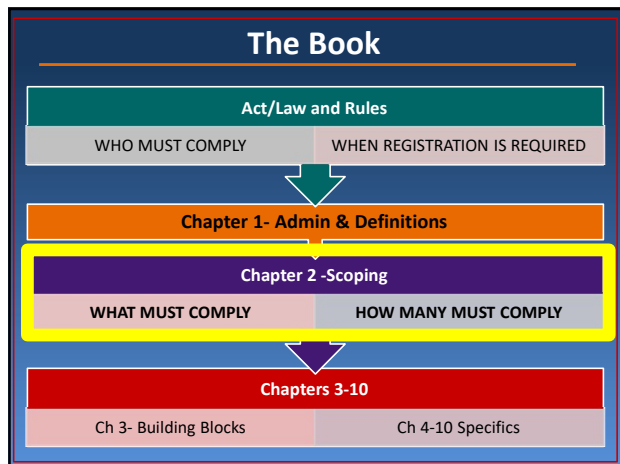 The Book
Act/Law and Rules
WHO MUST COMPLY
WHEN REGISTRATION IS REQUIRED
Chapter 1- Admin & Definitions
Chapter 2 -Scoping
WHAT MUST COMPLY
HOW MANY MUST COMPLY
Chapters 3-10
Ch 3- Building Blocks
Ch 4-10 Specifics